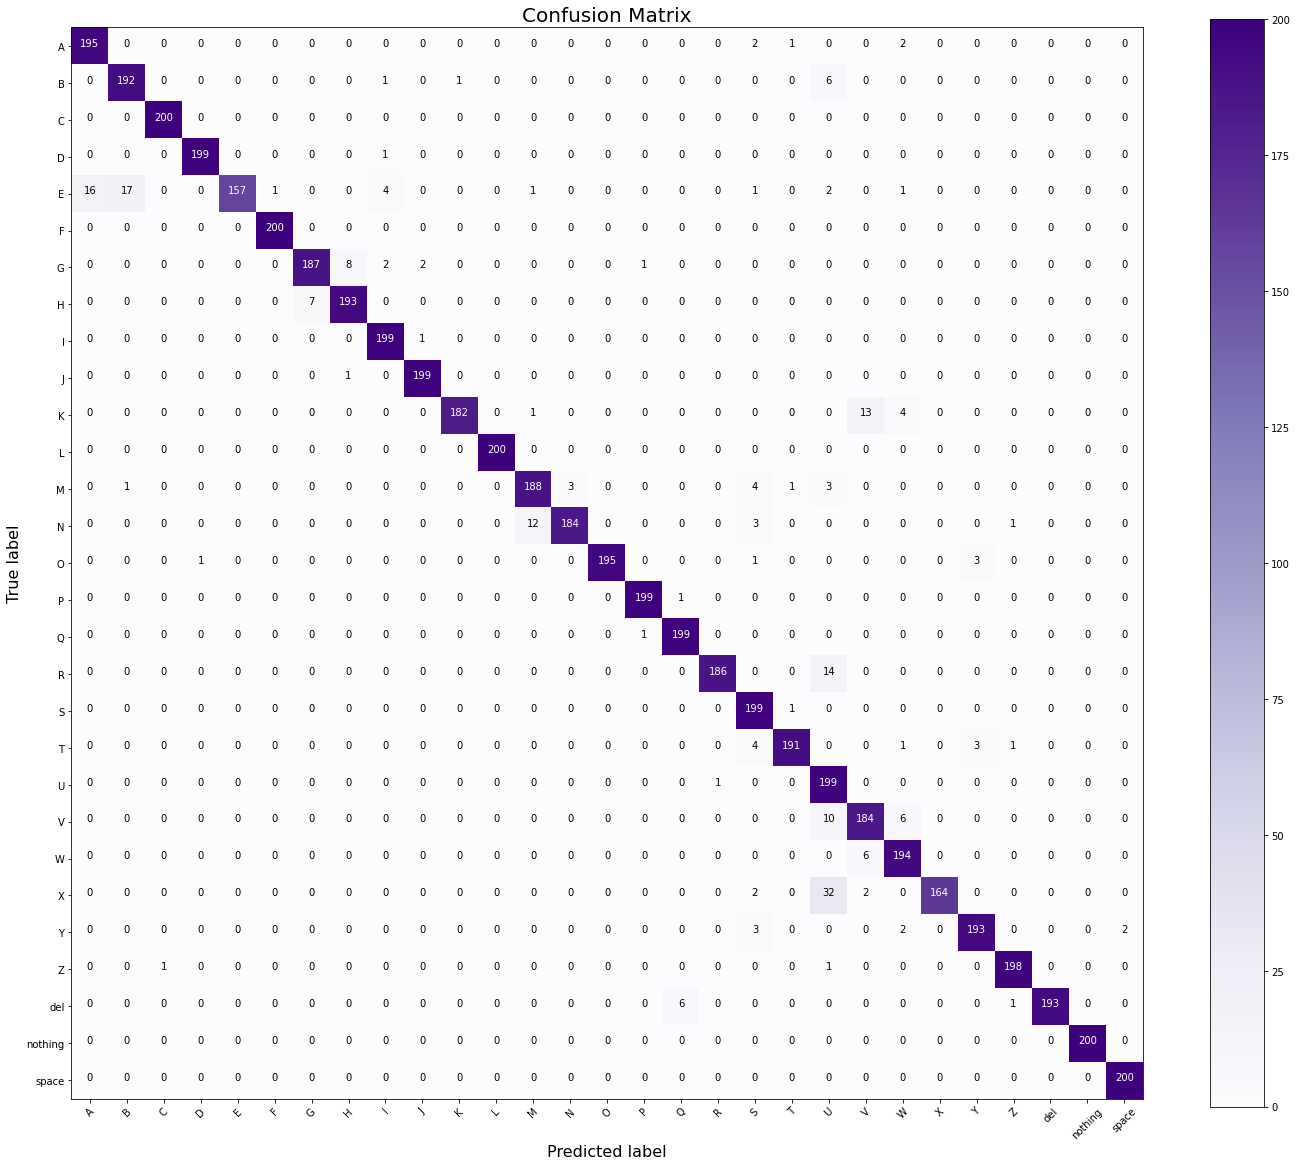 Confusion Matrix
A 195 0 0 0 0 0 0 0 0 0 0 0 0 0 0 0 0 0 2 1 0 0 2 0 0 0 0 0 0
B 0 192 0 0 0 0 0 0 1 0 1 0 0 0 0 0 0 0 0 0 6 0 0 0 0 0 0 0 0
C 0 0 200 0 0 0 0 0 0 0 0 0 0 0 0 0 0 0 0 0 0 0 0 0 0 0 0 0 0
D 0 0 0 199 0 0 0 0 1 0 0 0 0 0 0 0 0 0 0 0 0 0 0 0 0 0 0 0 0
E 16 17 0 0 157 1 0 0 4 0 0 0 1 0 0 0 0 0 1 0 2 0 1 0 0 0 0 0 0
F 0 0 0 0 0 200 0 0 0 0 0 0 0 0 0 0 0 0 0 0 0 0 0 0 0 0 0 0 0
G 0 0 0 0 0 0 187 8 2 2 0 0 0 0 0 1 0 0 0 0 0 0 0 0 0 0 0 0 0
H 0 0 0 0 0 0 7 193 0 0 0 0 0 0 0 0 0 0 0 0 0 0 0 0 0 0 0 0 0
I 0 0 0 0 0 0 0 0 199 1 0 0 0 0 0 0 0 0 0 0 0 0 0 0 0 0 0 0 0
J 0 0 0 0 0 0 0 1 0 199 0 0 0 0 0 0 0 0 0 0 0 0 0 0 0 0 0 0 0
K 0 0 0 0 0 0 0 0 0 0 182 0 1 0 0 0 0 0 0 0 0 13 4 0 0 0 0 0 0
L 0 0 0 0 0 0 0 0 0 0 0 200 0 0 0 0 0 0 0 0 0 0 0 0 0 0 0 0 0
M 0 1 0 0 0 0 0 0 0 0 0 0 188 3 0 0 0 0 4 1 3 0 0 0 0 0 0 0 0
N 0 0 0 0 0 0 0 0 0 0 0 0 12 184 0 0 0 0 3 0 0 0 0 0 0 1 0 0 0
O 0 0 0 1 0 0 0 0 0 0 0 0 0 0 195 0 0 0 1 0 0 0 0 0 3 0 0 0 0
P 0 0 0 0 0 0 0 0 0 0 0 0 0 0 0 199 1 0 0 0 0 0 0 0 0 0 0 0 0
Q 0 0 0 0 0 0 0 0 0 0 0 0 0 0 0 1 199 0 0 0 0 0 0 0 0 0 0 0 0
R 0 0 0 0 0 0 0 0 0 0 0 0 0 0 0 0 0 186 0 0 14 0 0 0 0 0 0 0 0
S 0 0 0 0 0 0 0 0 0 0 0 0 0 0 0 0 0 0 199 1 0 0 0 0 0 0 0 0 0
T 0 0 0 0 0 0 0 0 0 0 0 0 0 0 0 0 0 0 4 191 0 0 1 0 3 1 0 0 0
U 0 0 0 0 0 0 0 0 0 0 0 0 0 0 0 0 0 1 0 0 199 0 0 0 0 0 0 0 0
V 0 0 0 0 0 0 0 0 0 0 0 0 0 0 0 0 0 0 0 0 10 184 6 0 0 0 0 0 0
W 0 0 0 0 0 0 0 0 0 0 0 0 0 0 0 0 0 0 0 0 0 6 194 0 0 0 0 0 0
X 0 0 0 0 0 0 0 0 0 0 0 0 0 0 0 0 0 0 2 0 32 2 0 164 0 0 0 0 0
Y 0 0 0 0 0 0 0 0 0 0 0 0 0 0 0 0 0 0 3 0 0 0 2 0 193 0 0 0 2
Z 0 0 1 0 0 0 0 0 0 0 0 0 0 0 0 0 0 0 0 0 1 0 0 0 0 198 0 0 0
del 0 0 0 0 0 0 0 0 0 0 0 0 0 0 0 0 6 0 0 0 0 0 0 0 0 1 193 0 0
nothing 0 0 0 0 0 0 0 0 0 0 0 0 0 0 0 0 0 0 0 0 0 0 0 0 0 0 0 200 0
space 0 0 0 0 0 0 0 0 0 0 0 0 0 0 0 0 0 0 0 0 0 0 0 0 0 0 0 0 200
A B C D E F G H I J K L M N O P Q R S T U V W X Y Z del nothing space
True label
Predicted label
200
175
150
125
100
75
50
25
0